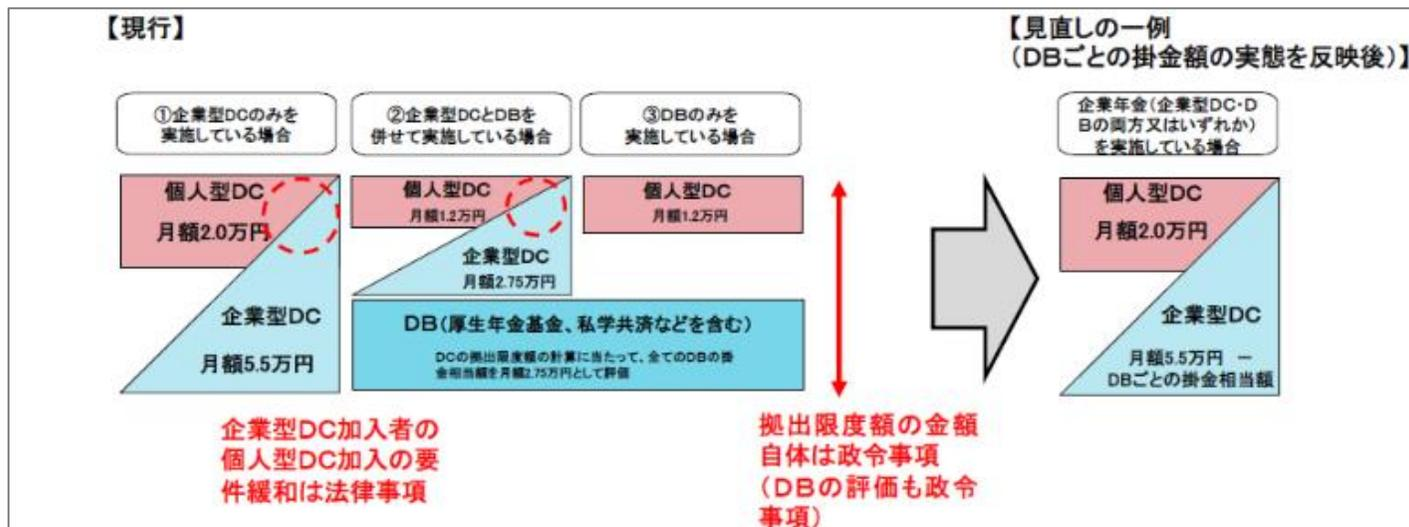 【現行】
【見直しの一例
(DBごとの掛金額の実態を反映後)】
①企業型DCのみを
実施している場合
②企業型DCとDBを
併せて実施している場合
③DBのみを
実施している場合
企業年金(企業型DC・D
Bの両方又はいずれか)
を実施している場合
個人型DC
月額2.0万円
個人型DC
月額1.2万円
個人型DC
月額1.2万円
個人型DC
月額2.0万円
企業型DC
月額5.5万円
企業型DC
月額2.75万円
企業型DC
月額5.5万円 －
DBごとの掛金相当額
DB(厚生年金基金、私学共済などを含む)
DCの拠出限度額の計算に当たって、全てのDBの掛
金相当額を月額2.75万円として評価
企業型DC加入者の
個人型DC加入の要
件緩和は法律事項
拠出限度額の金額
自体は政令事項
(DBの評価も政令
事項)